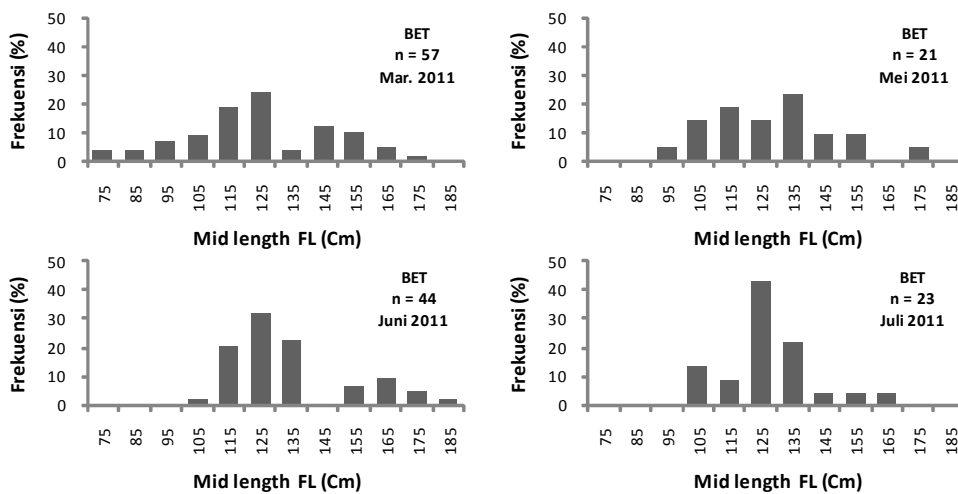 50
40
30
20
10
0
Frekuensi (%)
BET
n = 57
Mar. 2011
75 85 95 105 115 125 135 145 155 165 175 185
Mid length FL (Cm)
50
40
30
20
10
0
Frekuensi (%)
BET
n = 21
Mei 2011
75 85 95 105 115 125 135 145 155 165 175 185
Mid length FL (Cm)
50
40
30
20
10
0
Frekuensi (%)
BET
n = 44
Juni 2011
75 85 95 105 115 125 135 145 155 165 175 185
Mid length FL (Cm)
50
40
30
20
10
0
Frekuensi (%)
BET
n = 23
Juli 2011
75 85 95 105 115 125 135 145 155 165 175 185
Mid length FL (Cm)